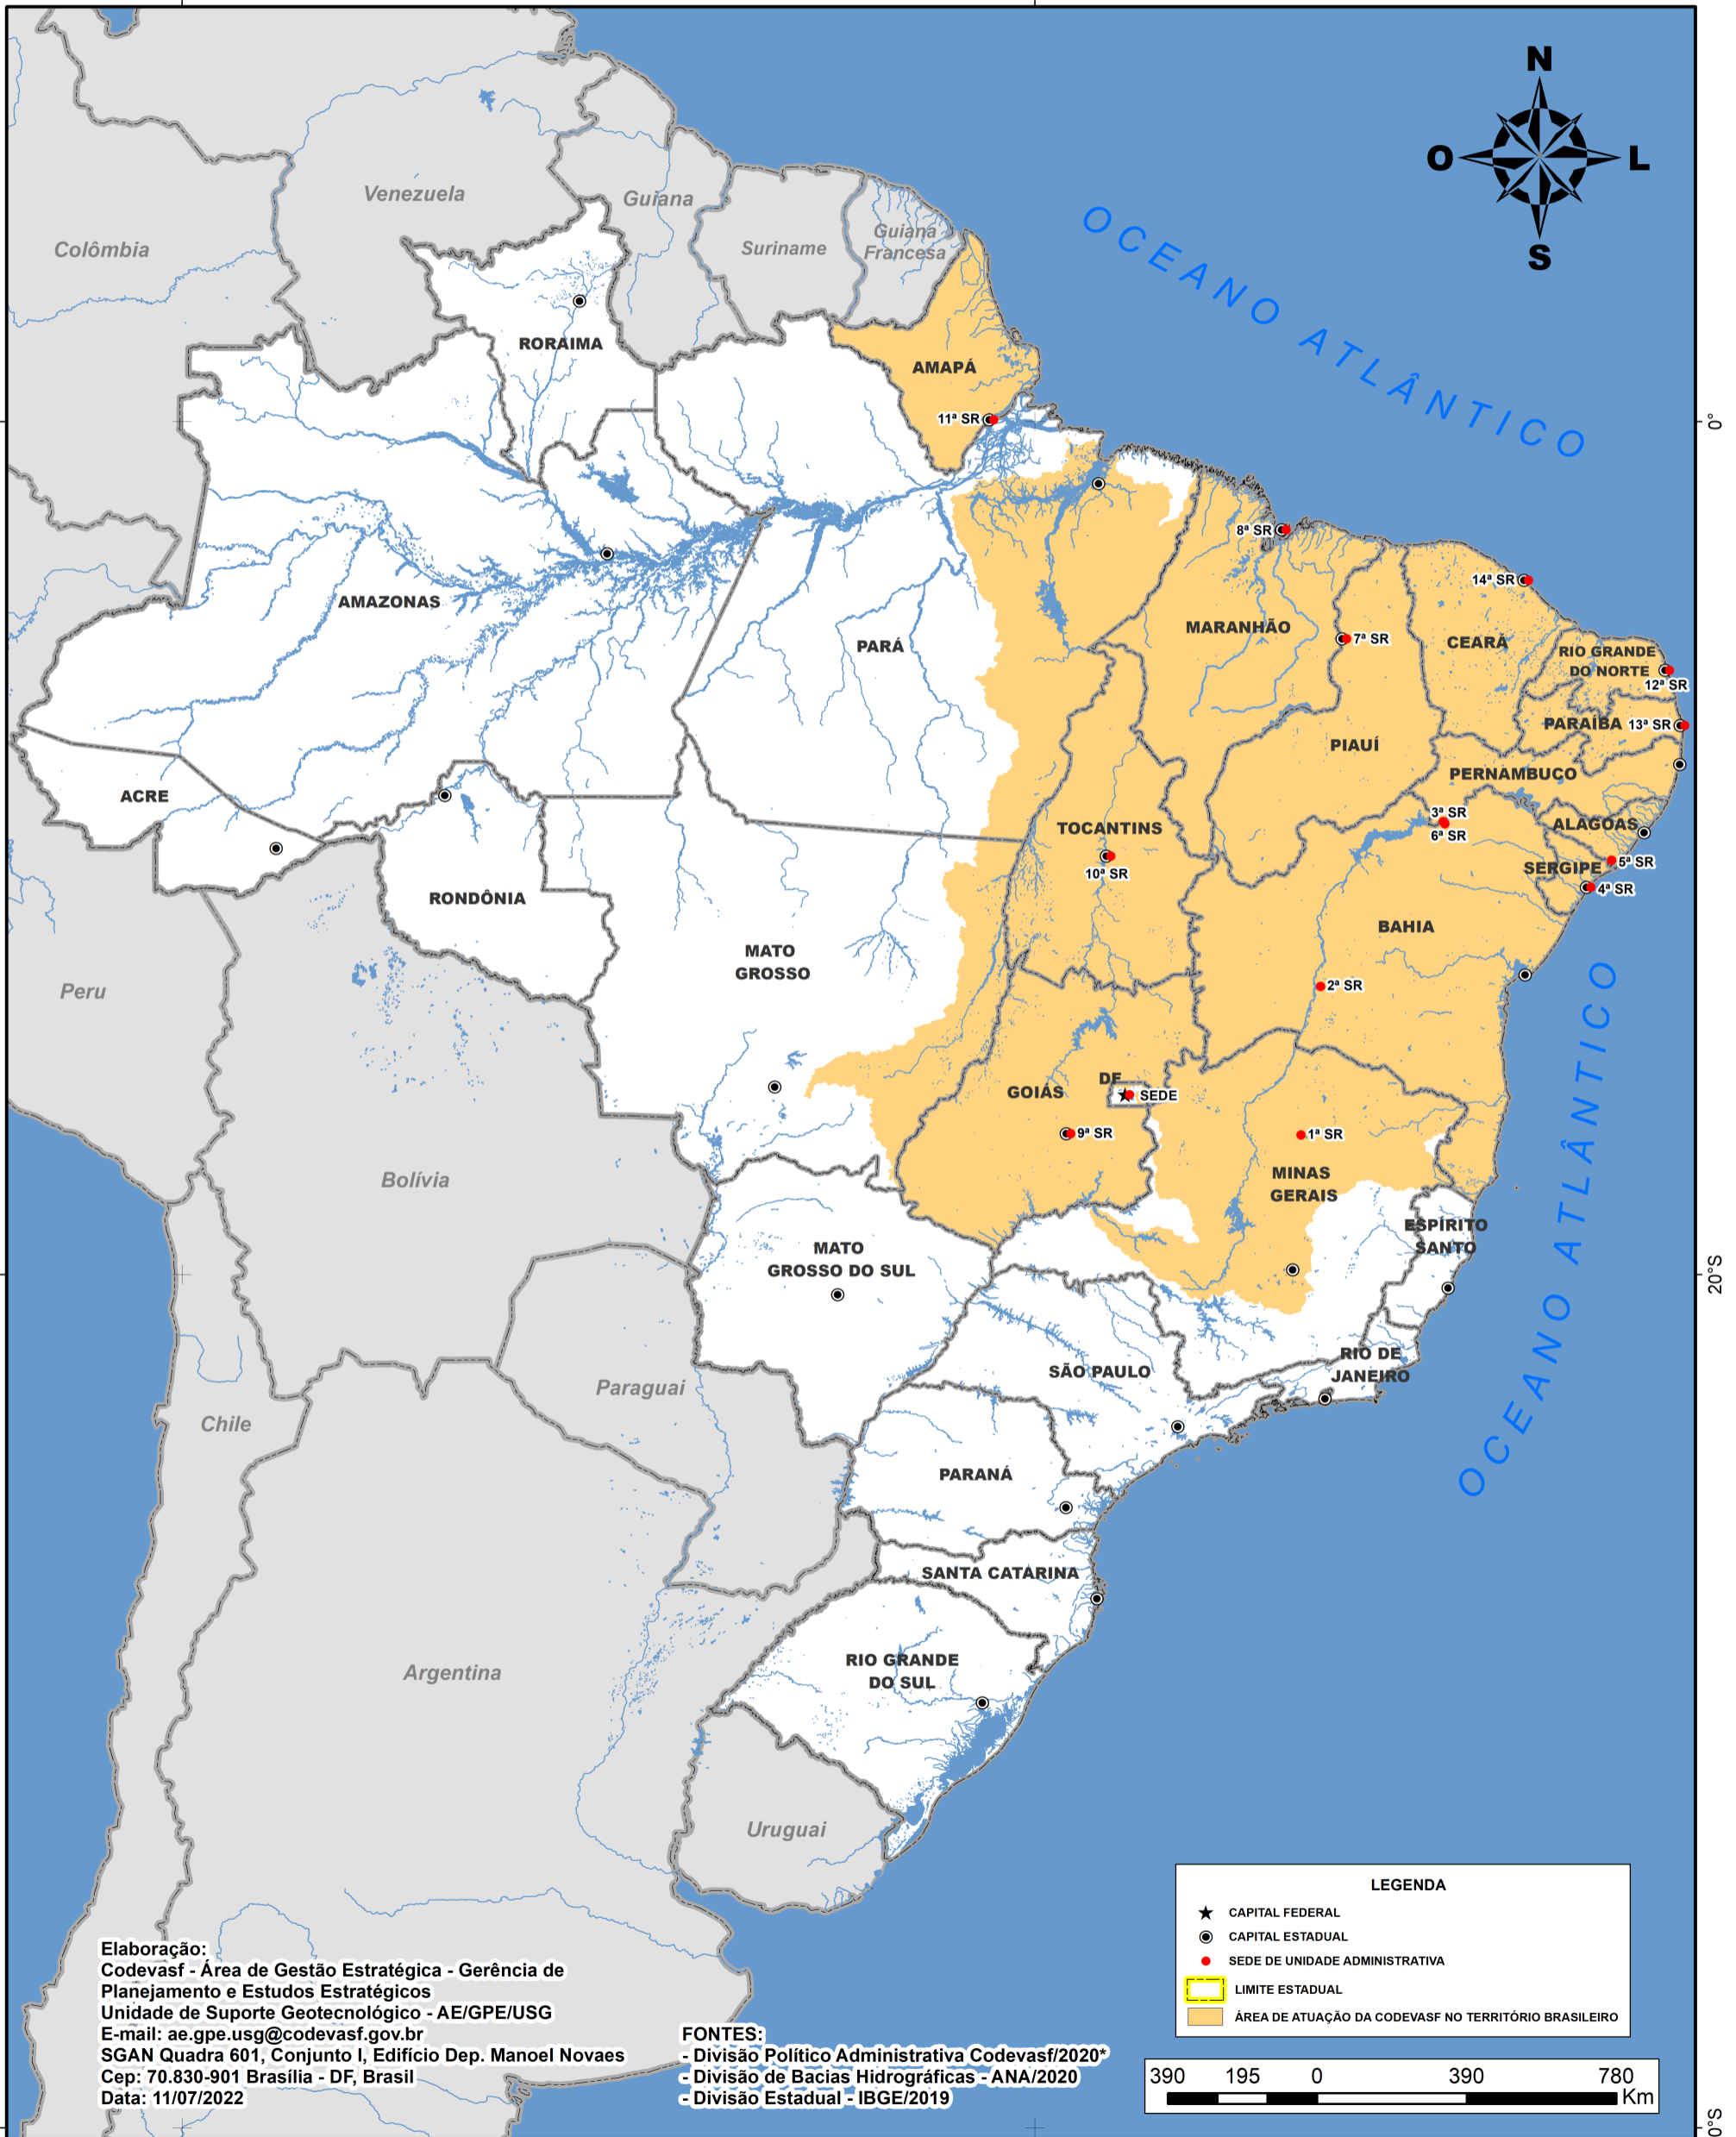 N
O
L
S
OCEANO ATLÂNTICO
Venezuela
Colômbia
Guiana
Suriname
Guiana
Francesa
RORAIMA
AMAPÁ
11ª SR
0°
8ª SR
14ª SR
AMAZONAS
MARANHÃO
7ª SR
CEARÁ
PARÁ
RIO GRANDE
DO NORTE
12ª SR
PARAÍBA
13ª SR
PIAUÍ
PERNAMBUCO
ACRE
3ª SR
6ª SR
TOCANTINS
ALAGOAS
10ª SR
5ª SR
SERGIPE
4ª SR
RONDÔNIA
BAHIA
MATO
GROSSO
Peru
2ª SR
OCEANO ATLÂNTICO
DF
GOIÁS
SEDE
9ª SR
1ª SR
Bolívia
MINAS
GERAIS
ESPÍRITO
SANTO
MATO
GROSSO DO SUL
20°S
RIO DE
JANEIRO
SÃO PAULO
Paraguai
Chile
PARANÁ
SANTA CATARINA
RIO GRANDE
DO SUL
Argentina
Uruguai
LEGENDA
CAPITAL FEDERAL
CAPITAL ESTADUAL
SEDE DE UNIDADE ADMINISTRATIVA
LIMITE ESTADUAL
ÁREA DE ATUAÇÃO DA CODEVASF NO TERRITÓRIO BRASILEIRO
Elaboração:
Codevasf - Área de Gestão Estratégica - Gerência de
Planejamento e Estudos Estratégicos
Unidade de Suporte Geotecnológico - AE/GPE/USG
E-mail: ae.gpe.usg@codevasf.gov.br
SGAN Quadra 601, Conjunto I, Edifício Dep. Manoel Novaes
Cep: 70.830-901 Brasília - DF, Brasil
Data: 11/07/2022
FONTES:
- Divisão Político Administrativa Codevasf/2020*
- Divisão de Bacias Hidrográficas - ANA/2020
- Divisão Estadual - IBGE/2019
390 195 0 390 780
Km
0°S